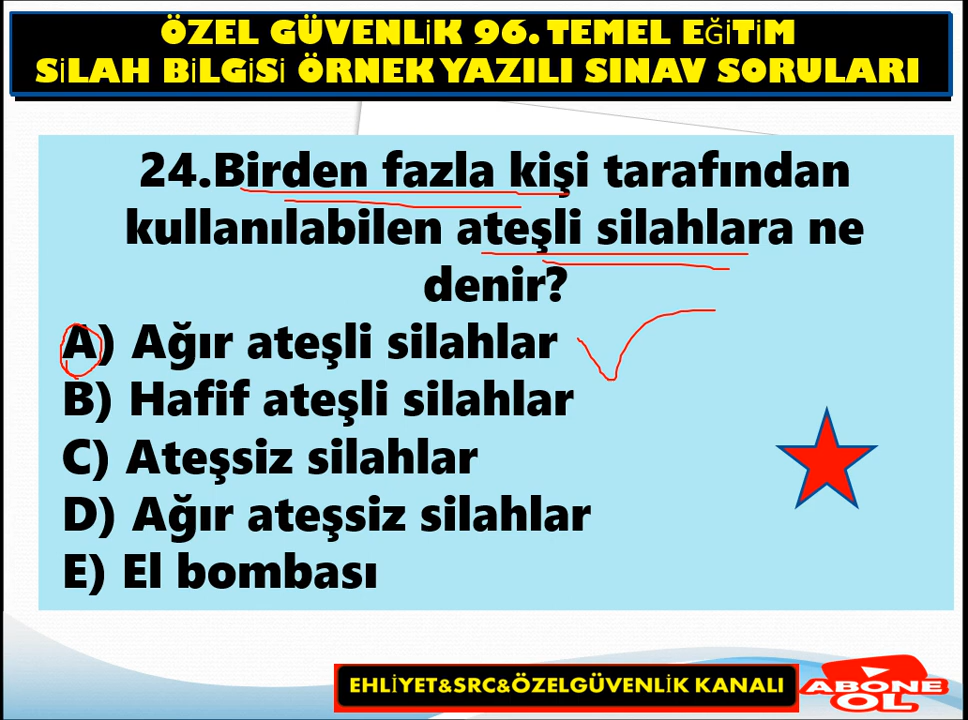 ÖZEL GÜVENLİK 96. TEMEL EĞİTİM
SİLAH BİLGİSİ ÖRNEK YAZILI SINAV SORULARI
24.Birden fazla kişi tarafından
kullanılabilen ateşli silahlara ne
denir?
A) Ağır ateşli silahlar
B) Hafif ateşli silahlar
C) Ateşsiz silahlar
D) Ağır ateşsiz silahlar
E) El bombası
EHLİYET&SRC&ÖZELGÜVENLİK KANALI
ABONE
OL